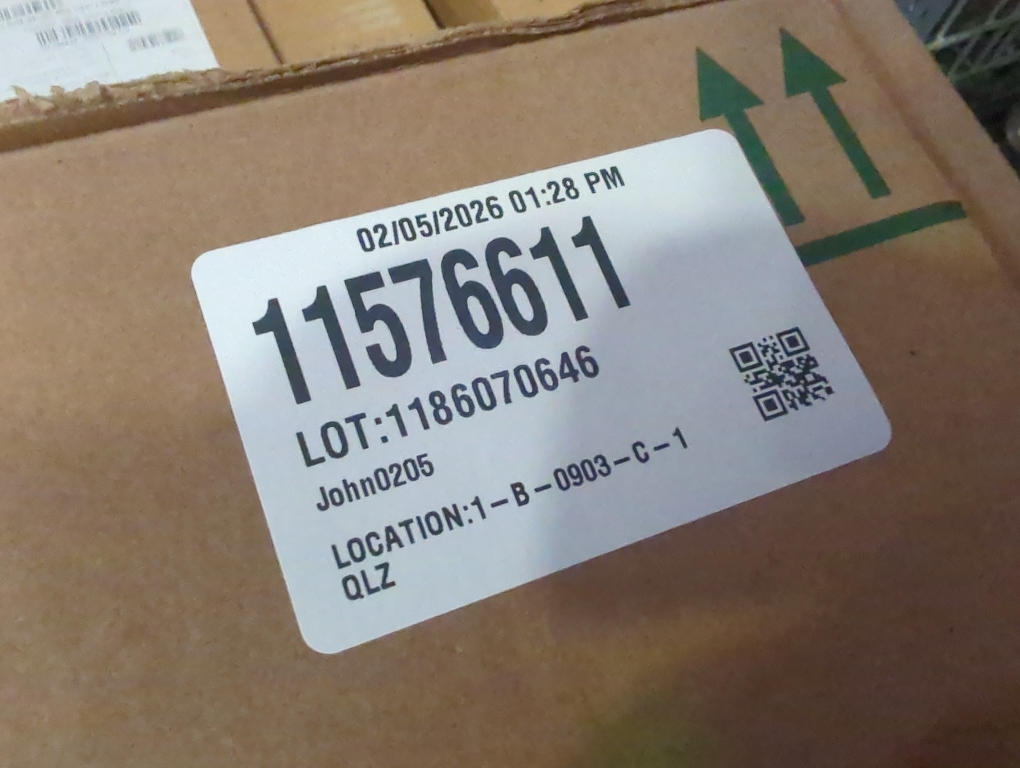 02/05/2026 01:28 PM
11576611
LOT:1186070646
John0205
LOCATION:1-B-0903-C-1
QLZ